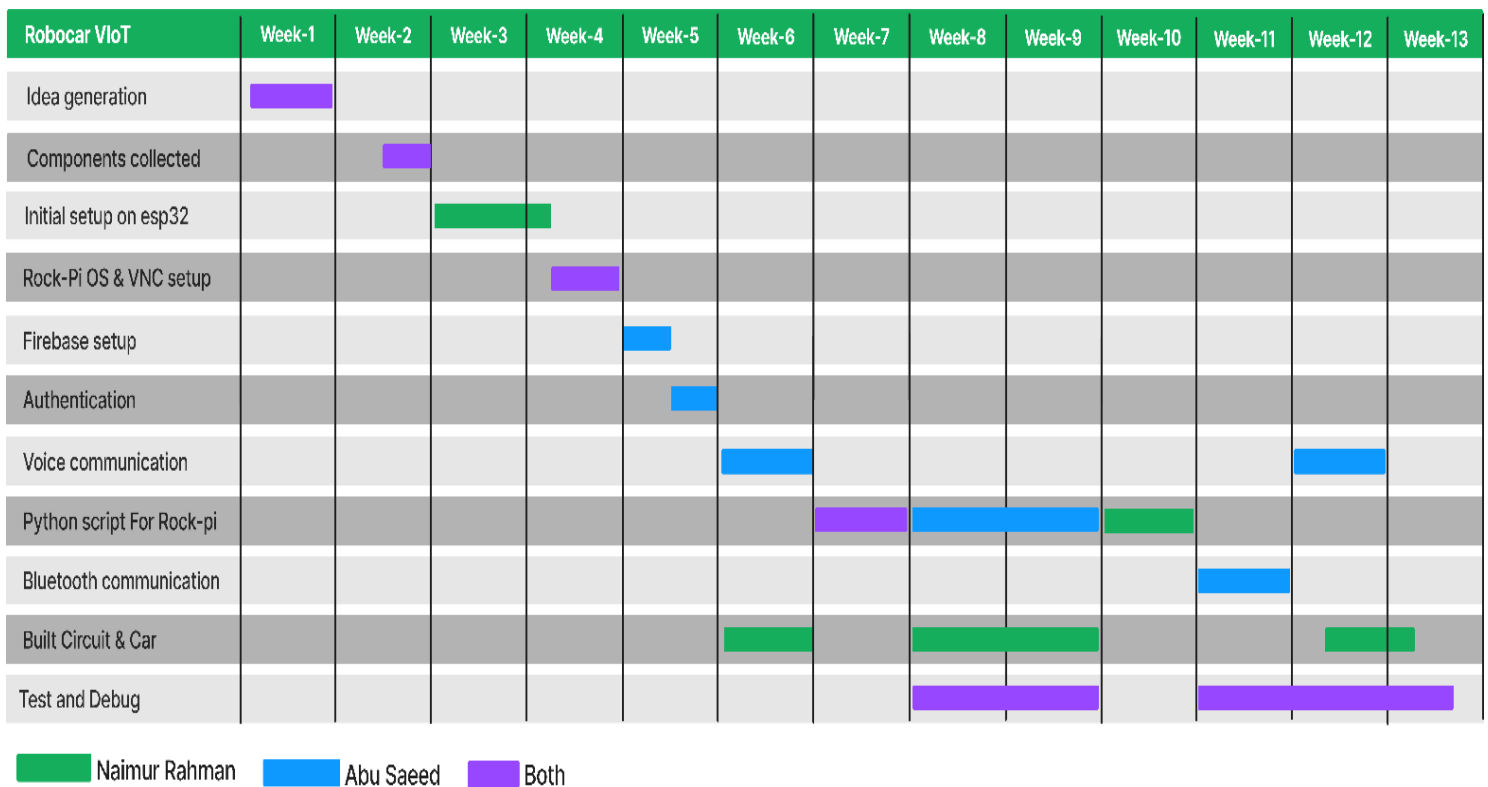 Robocar VIoT Week-1 Week-2 Week-3 Week-4 Week-5 Week-6 Week-7 Week-8 Week-9 Week-10 Week-11 Week-12 Week-13
Idea generation
Components collected
Initial setup on esp32
Rock-Pi OS & VNC setup
Firebase setup
Authentication
Voice communication
Python script For Rock-pi
Bluetooth communication
Built Circuit & Car
Test and Debug
Naimur Rahman Abu Saeed Both